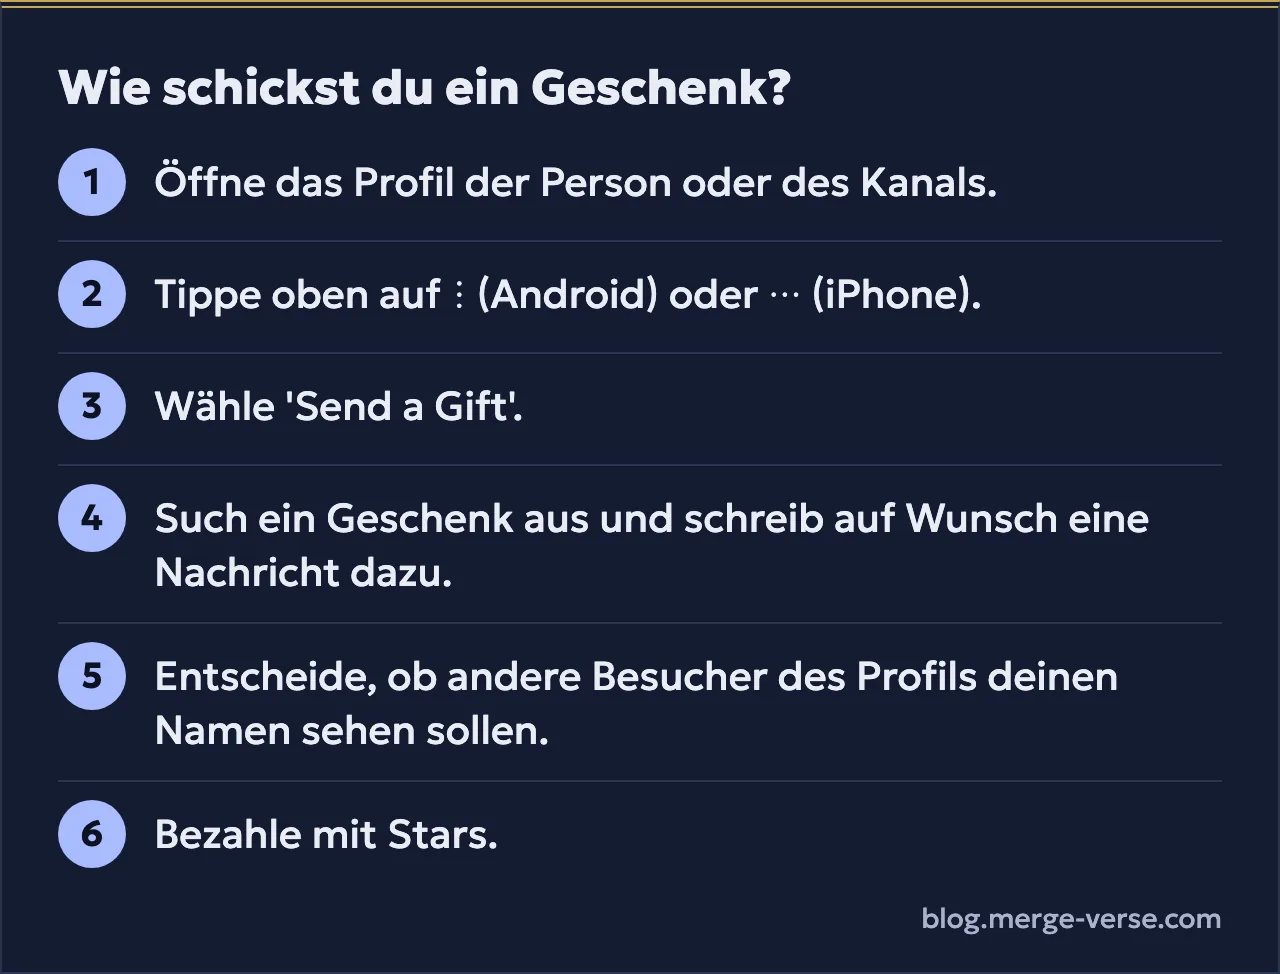 Wie schickst du ein Geschenk?
1 Öffne das Profil der Person oder des Kanals.
2 Tippe oben auf ⋮ (Android) oder ⋯ (iPhone).
3 Wähle 'Send a Gift'.
4 Such ein Geschenk aus und schreib auf Wunsch eine
Nachricht dazu.
5 Entscheide, ob andere Besucher des Profils deinen
Namen sehen sollen.
6 Bezahle mit Stars.
blog.merge-verse.com